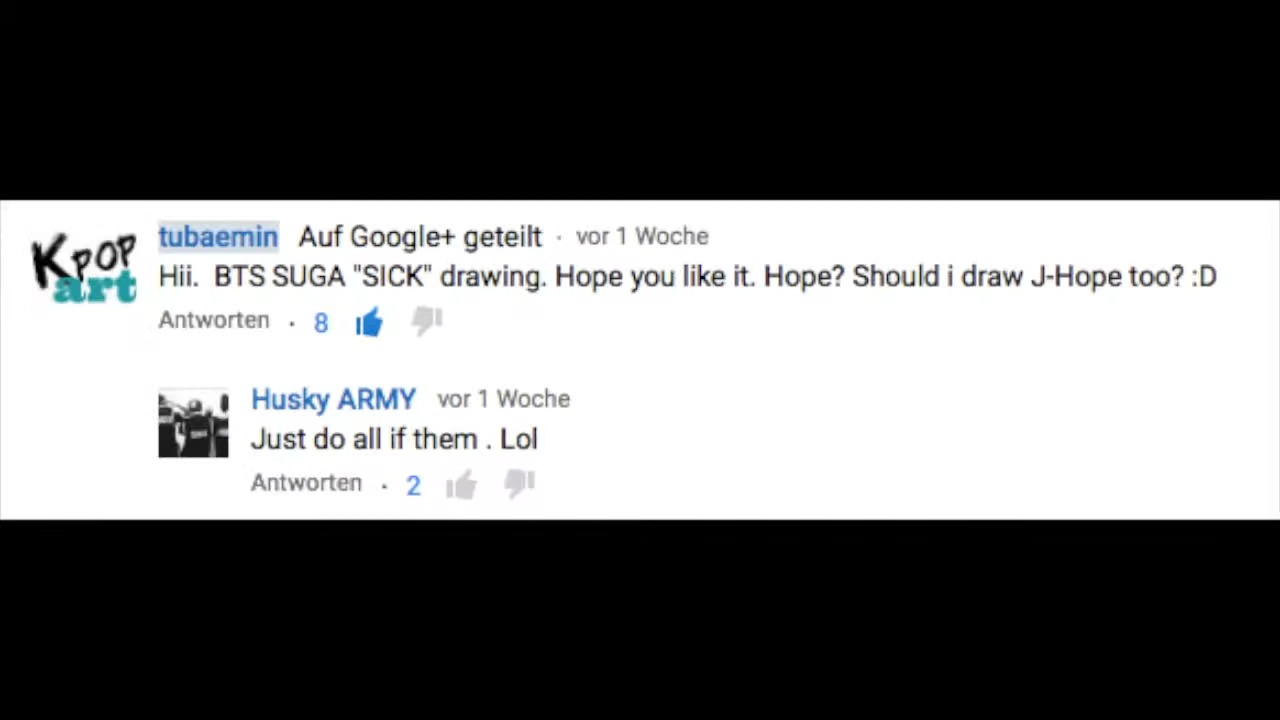 Kpop
art
tubaemin Auf Google+ geteilt · vor 1 Woche
Hii. BTS SUGA "SICK" drawing. Hope you like it. Hope? Should i draw J-Hope too? :D
Antworten · 8
Husky ARMY vor 1 Woche
Just do all if them . Lol
Antworten · 2